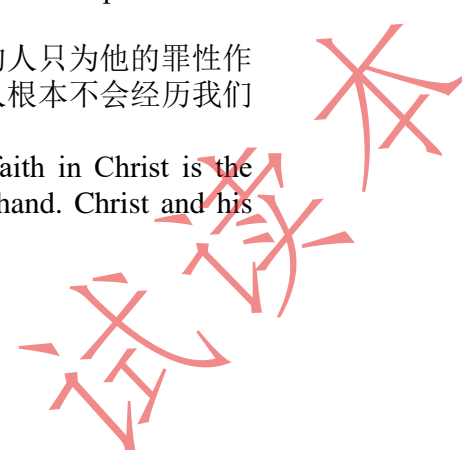 的人只为他的罪性作
人根本不会经历我们
faith in Christ is the
hand. Christ and his
试读本